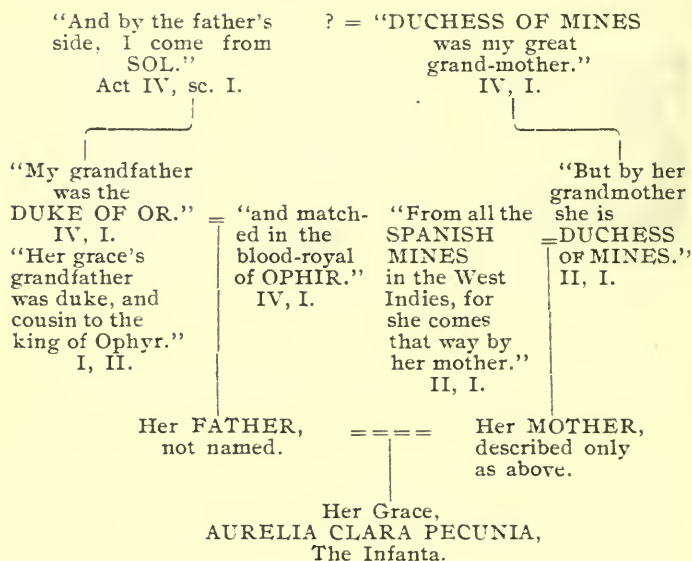 "And by the father's
side, I come from
SOL."
Act IV, sc. I.
? = "DUCHESS OF MINES
was my great
grand-mother."
IV, I.
"My grandfather
was the
DUKE OF OR."
IV, I.
"Her grace's
grandfather
was duke, and
cousin to the
king of Ophyr."
I, II.
=
"and match-
ed in the
blood-royal
of OPHIR."
IV, I.
"From all the
SPANISH
MINES
in the West
Indies, for
she comes
that way by
her mother."
II, I.
=
"But by her
grandmother
she is
DUCHESS
OF MINES."
II, I.
Her FATHER,
not named.
= = = =
Her MOTHER,
described only
as above.
Her Grace,
AURELIA CLARA PECUNIA,
The Infanta.